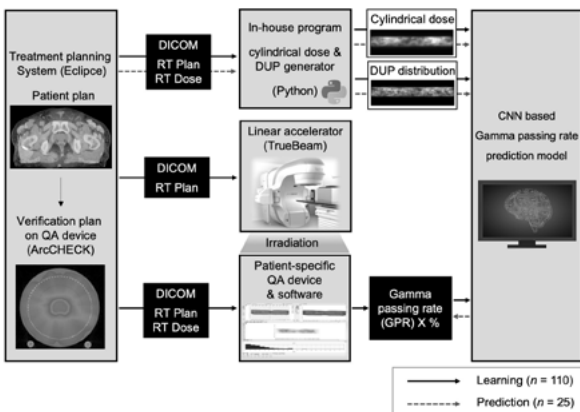 Treatment planning
System (Eclipce)
Patient plan
Verification plan
on QA device
(ArcCHECK)
DICOM
RT Plan
RT Dose
In-house program
cylindrical dose &
DUP generator
(Python)
Cylindrical dose
DUP distribution
DICOM
RT Plan
Linear accelerator
(TrueBeam)
Irradiation
DICOM
RT Plan
RT Dose
Patient-specific
QA device
& software
Gamma
passing rate
(GPR) X %
CNN based
Gamma passing rate
prediction model
Learning (n = 110)
Prediction (n = 25)